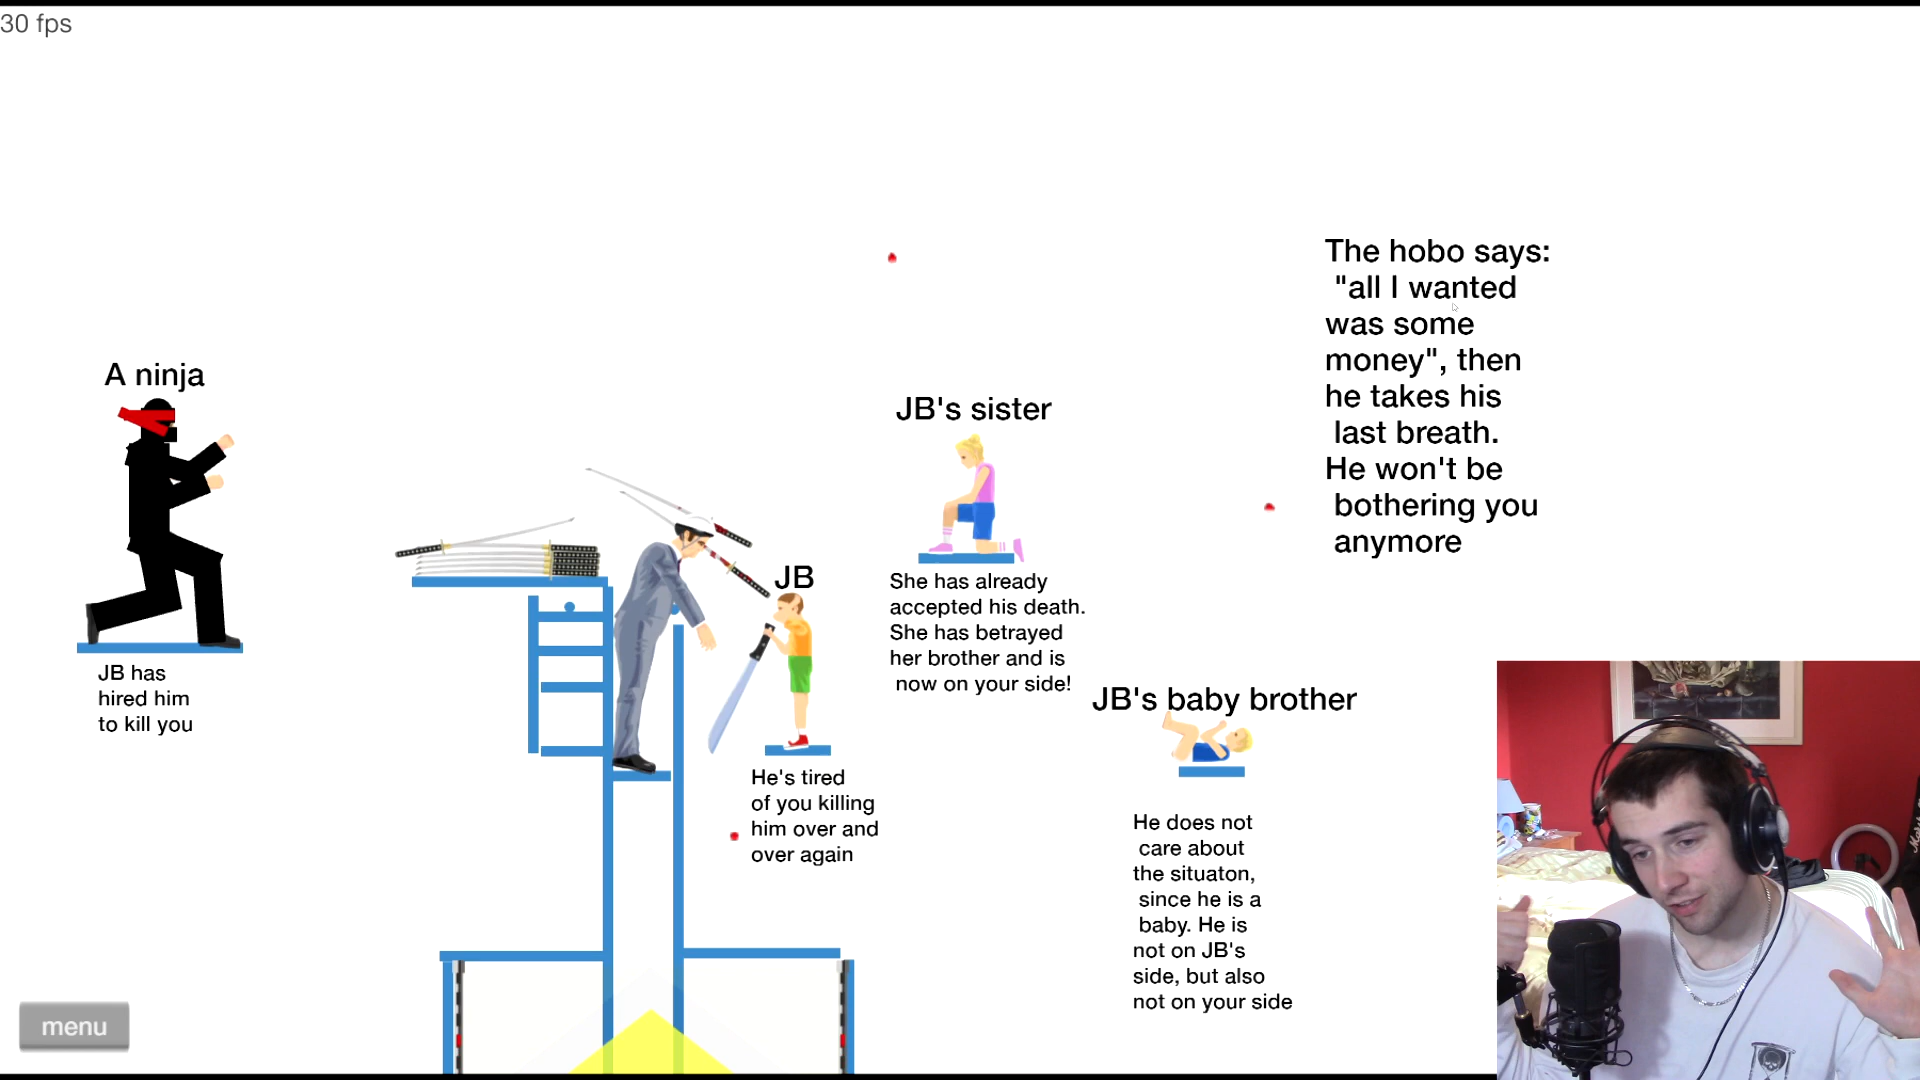 30 fps
The hobo says:
"all I wanted
was some
money", then
he takes his
last breath.
He won't be
bothering you
anymore
A ninja
JB has
hired him
to kill you
JB's sister
She has already
accepted his death.
She has betrayed
her brother and is
now on your side!
JB
He's tired
of you killing
him over and
over again
JB's baby brother
He does not
care about
the situaton,
since he is a
baby. He is
not on JB's
side, but also
not on your side
menu